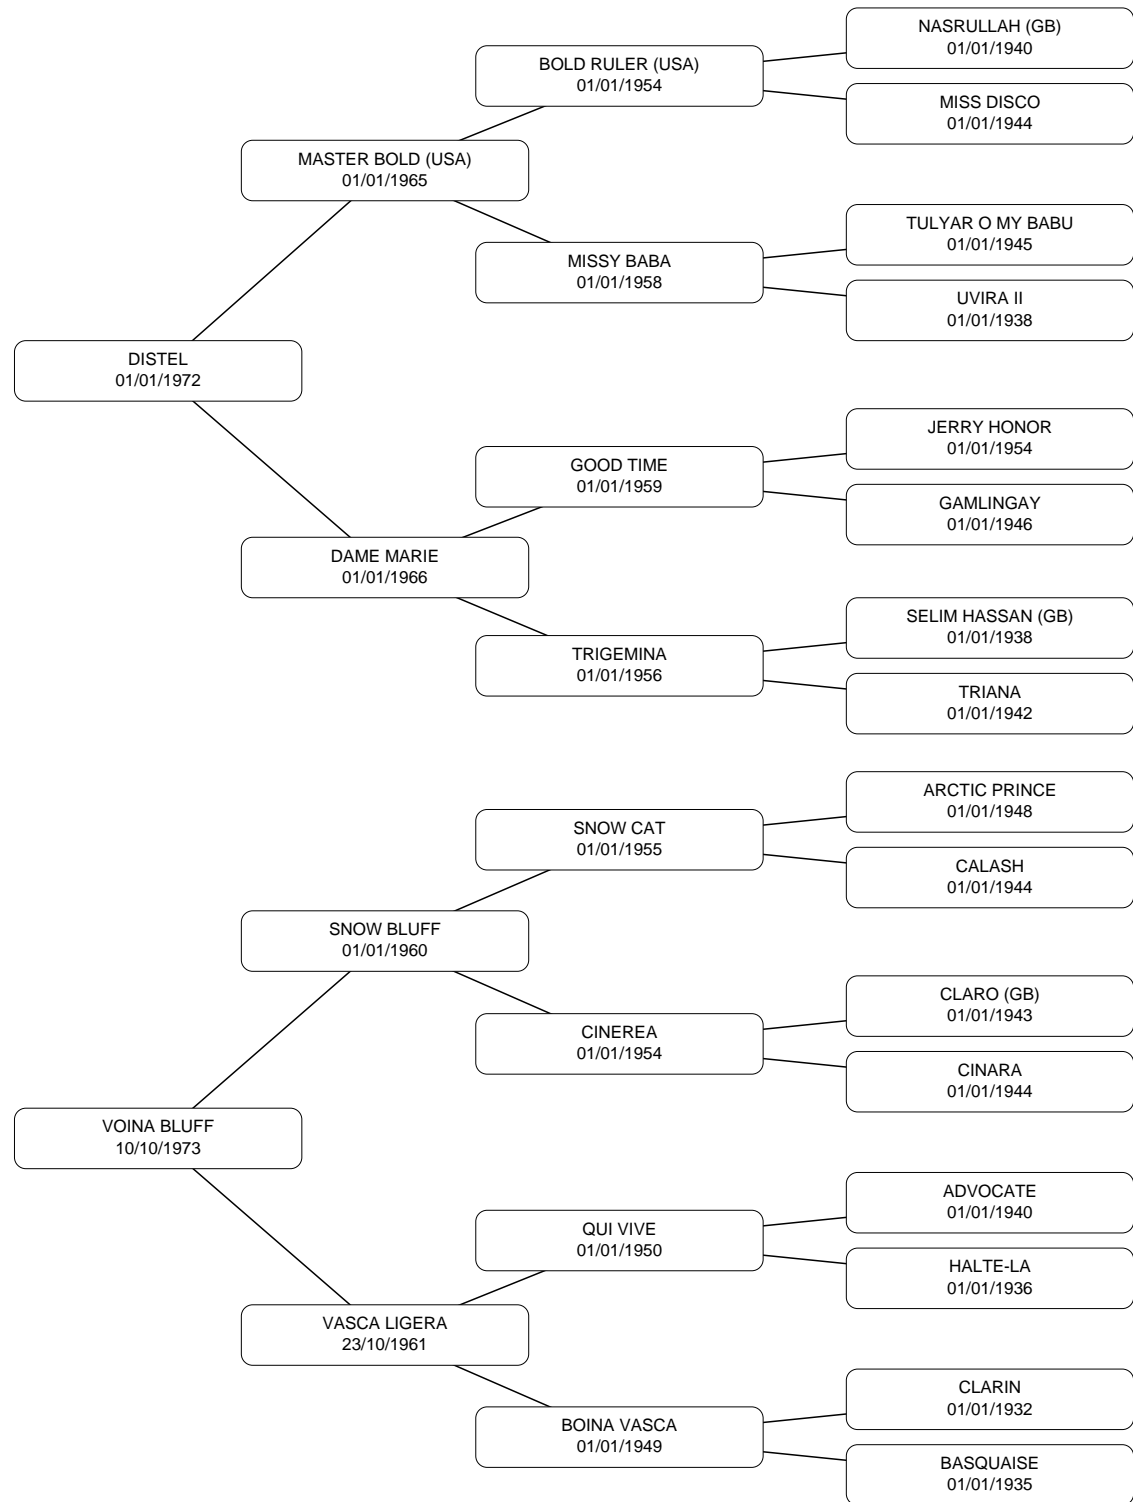 NASRULLAH (GB)
01/01/1940
BOLD RULER (USA)
01/01/1954
MISS DISCO
01/01/1944
MASTER BOLD (USA)
01/01/1965
TULYAR O MY BABU
01/01/1945
MISSY BABA
01/01/1958
UVIRA II
01/01/1938
DISTEL
01/01/1972
JERRY HONOR
01/01/1954
GOOD TIME
01/01/1959
GAMLINGAY
01/01/1946
DAME MARIE
01/01/1966
SELIM HASSAN (GB)
01/01/1938
TRIGEMINA
01/01/1956
TRIANA
01/01/1942
ARCTIC PRINCE
01/01/1948
SNOW CAT
01/01/1955
CALASH
01/01/1944
SNOW BLUFF
01/01/1960
CLARO (GB)
01/01/1943
CINEREA
01/01/1954
CINARA
01/01/1944
VOINA BLUFF
10/10/1973
ADVOCATE
01/01/1940
QUI VIVE
01/01/1950
HALTE-LA
01/01/1936
VASCA LIGERA
23/10/1961
CLARIN
01/01/1932
BOINA VASCA
01/01/1949
BASQUAISE
01/01/1935